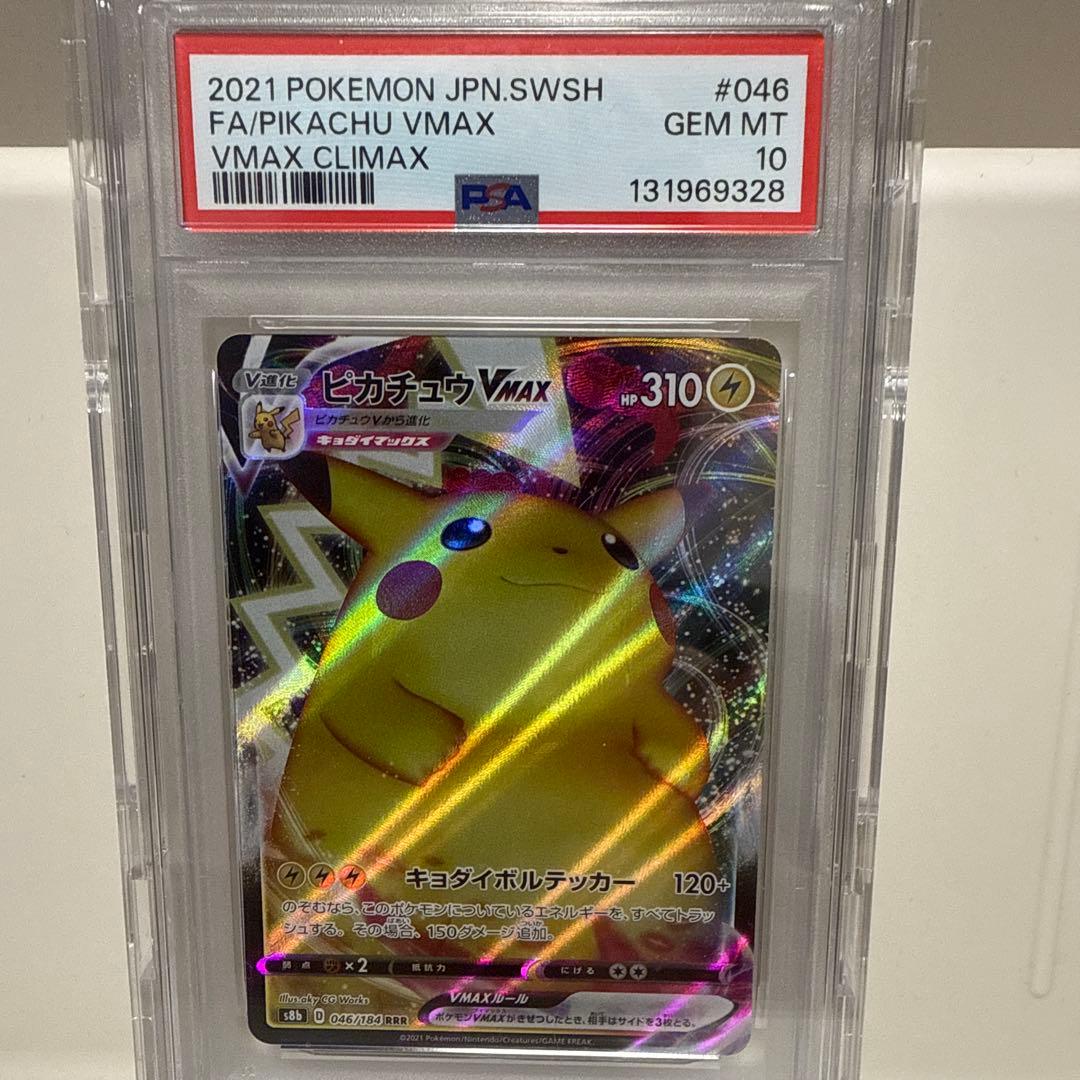 2021 POKEMON JPN.SWSH #046
FA/PIKACHU VMAX GEM MT
VMAX CLIMAX 10
PSA 131969328
V進化 ピカチュウVMAX HP310
ピカチュウVから進化
キョダイマックス
キョダイボルテッカー 120+
のぞむなら、このポケモンについているエネルギーを、すべてトラッ
シュする。その場合、150ダメージ追加。
弱点 ×2 抵抗力 にげる
Illus.aky CG Works VMAXルール
s8b D 046/184 RRR ポケモンVMAXがきぜつしたとき、相手はサイドを3枚とる。
©2021 Pokémon/Nintendo/Creatures/GAME FREAK.